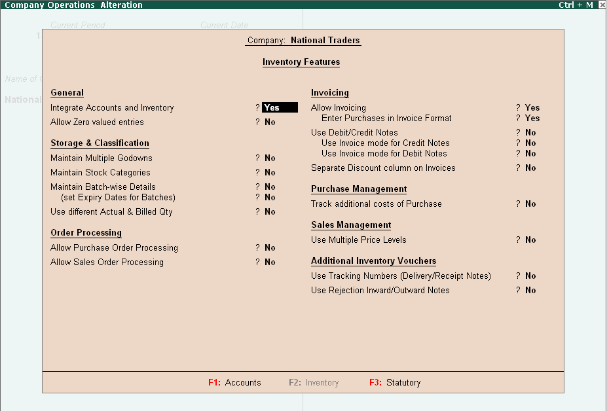 Company Operations Alteration Ctrl + M
Current Period Current Date
Company: National Traders
Inventory Features
Name of
National
General
Integrate Accounts and Inventory ? Yes
Allow Zero valued entries ? No
Storage & Classification
Maintain Multiple Godowns ? No
Maintain Stock Categories ? No
Maintain Batch-wise Details ? No
(set Expiry Dates for Batches) ? No
Use different Actual & Billed Qty ? No
Order Processing
Allow Purchase Order Processing ? No
Allow Sales Order Processing ? No
Invoicing
Allow Invoicing ? Yes
Enter Purchases in Invoice Format ? Yes
Use Debit/Credit Notes ? No
Use Invoice mode for Credit Notes ? No
Use Invoice mode for Debit Notes ? No
Separate Discount column on Invoices ? No
Purchase Management
Track additional costs of Purchase ? No
Sales Management
Use Multiple Price Levels ? No
Additional Inventory Vouchers
Use Tracking Numbers (Delivery/Receipt Notes) ? No
Use Rejection Inward/Outward Notes ? No
F1: Accounts F2: Inventory F3: Statutory